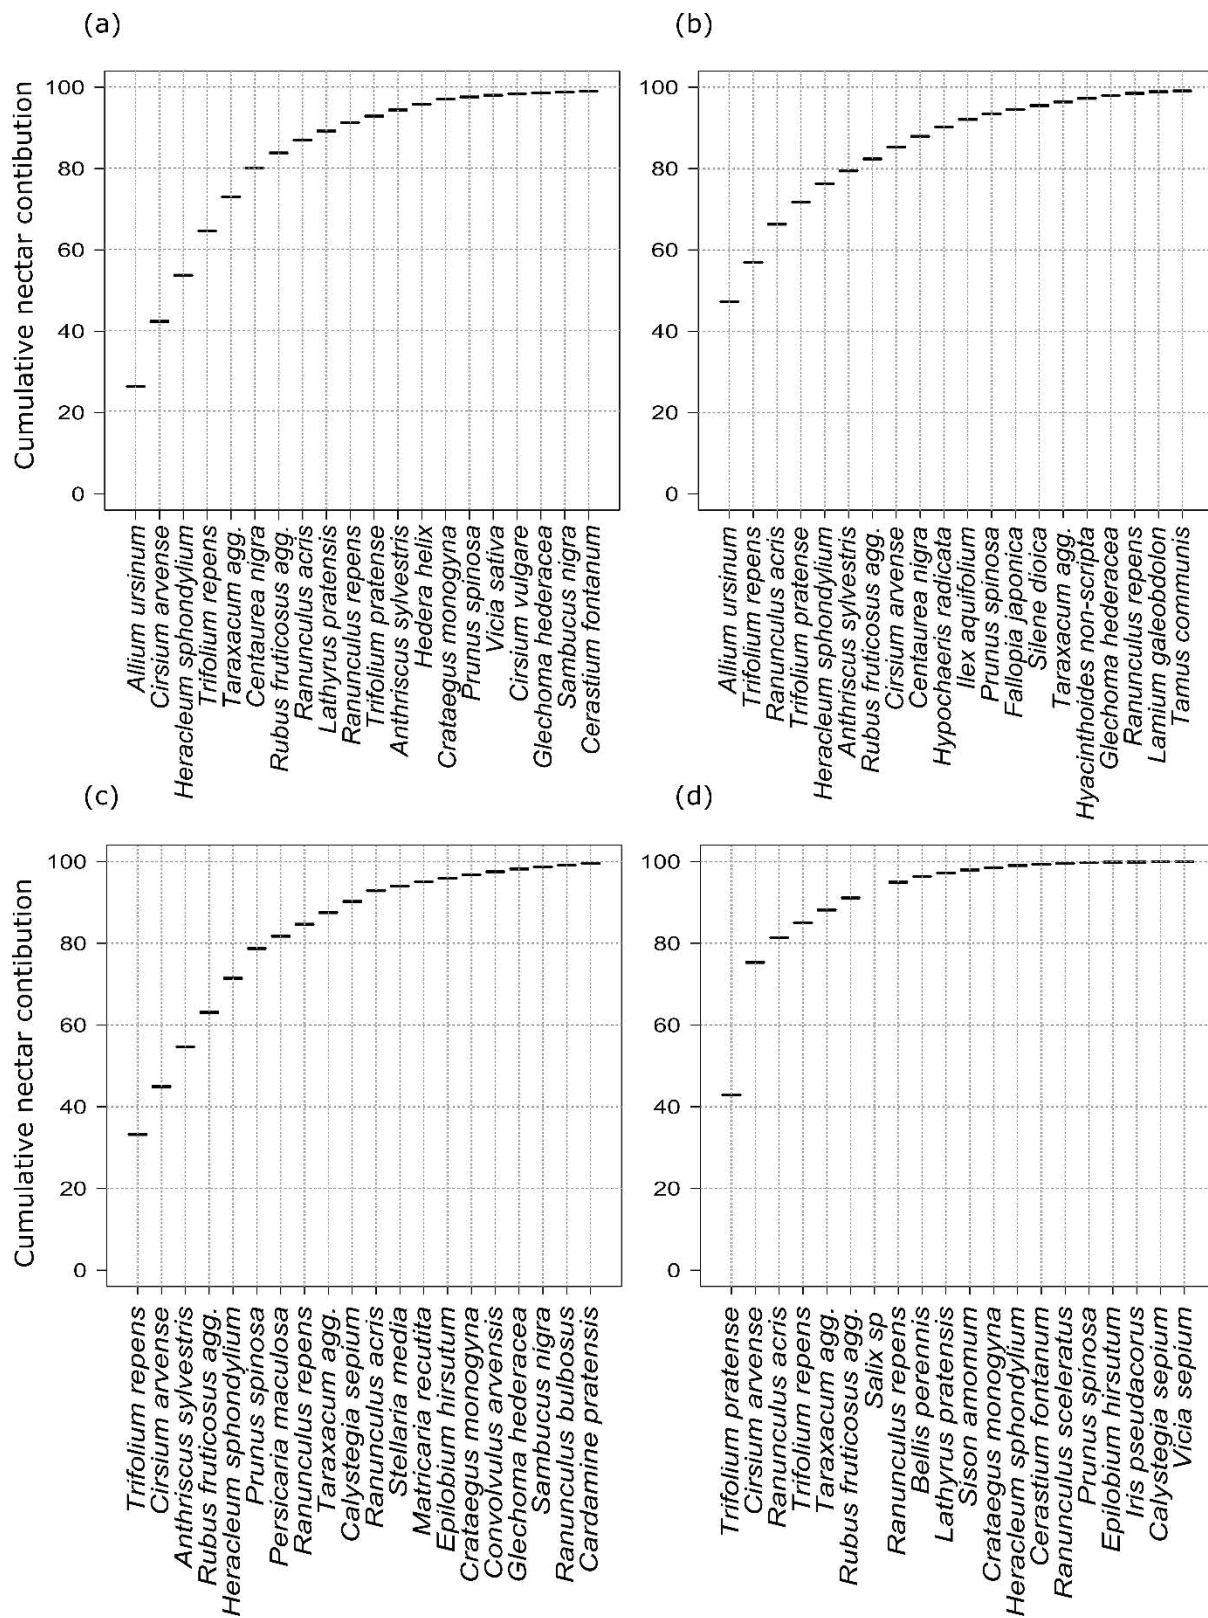 (a)
Cumulative nectar contibution
100
80
60
40
20
0
Allium ursinum
Cirsium arvense
Heracleum sphondylium
Trifolium repens
Taraxacum agg.
Centaurea nigra
Rubus fruticosus agg.
Ranunculus acris
Lathyrus pratensis
Ranunculus repens
Trifolium pratense
Anthriscus sylvestris
Hedera helix
Crataegus monogyna
Prunus spinosa
Vicia sativa
Cirsium vulgare
Glechoma hederacea
Sambucus nigra
Cerastium fontanum
(b)
100
80
60
40
20
0
Allium ursinum
Trifolium repens
Ranunculus acris
Trifolium pratense
Heracleum sphondylium
Anthriscus sylvestris
Rubus fruticosus agg.
Cirsium arvense
Centaurea nigra
Hypochaeris radicata
Ilex aquifolium
Prunus spinosa
Fallopia japonica
Silene dioica
Taraxacum agg.
Hyacinthoides non-scripta
Glechoma hederacea
Ranunculus repens
Lamium galeobdolon
Tamus communis
(c)
Cumulative nectar contibution
100
80
60
40
20
0
Trifolium repens
Cirsium arvense
Anthriscus sylvestris
Rubus fruticosus agg.
Heracleum sphondylium
Prunus spinosa
Persicaria maculosa
Ranunculus repens
Taraxacum agg.
Calystegia sepium
Ranunculus acris
Stellaria media
Matricaria recutita
Epilobium hirsutum
Crataegus monogyna
Convolvulus arvensis
Glechoma hederacea
Sambucus nigra
Ranunculus bulbosus
Cardamine pratensis
(d)
100
80
60
40
20
0
Trifolium pratense
Cirsium arvense
Ranunculus acris
Trifolium repens
Taraxacum agg.
Rubus fruticosus agg.
Salix sp
Ranunculus repens
Bellis perennis
Lathyrus pratensis
Sison amomum
Crataegus monogyna
Heracleum sphondylium
Cerastium fontanum
Ranunculus sceleratus
Prunus spinosa
Epilobium hirsutum
Iris pseudacorus
Calystegia sepium
Vicia sepium